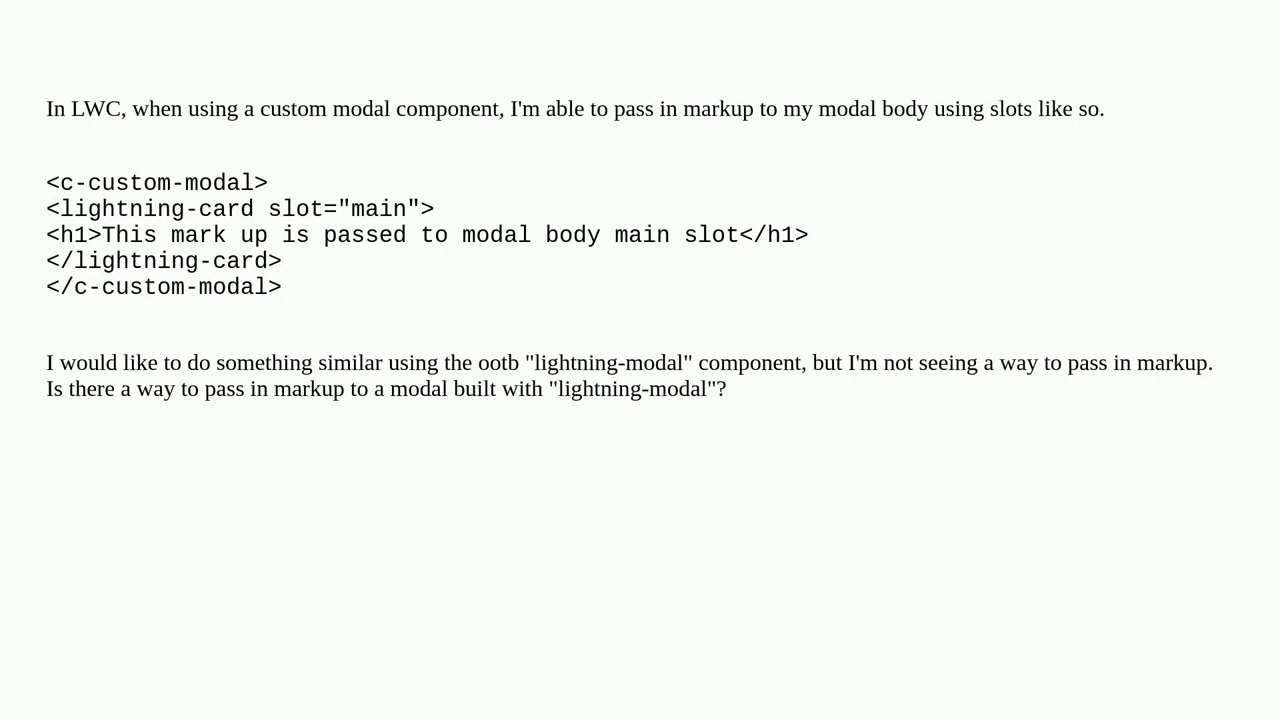 In LWC, when using a custom modal component, I'm able to pass in markup to my modal body using slots like so.
<c-custom-modal>
<lightning-card slot="main">
<h1>This mark up is passed to modal body main slot</h1>
</lightning-card>
</c-custom-modal>
I would like to do something similar using the ootb "lightning-modal" component, but I'm not seeing a way to pass in markup.
Is there a way to pass in markup to a modal built with "lightning-modal"?